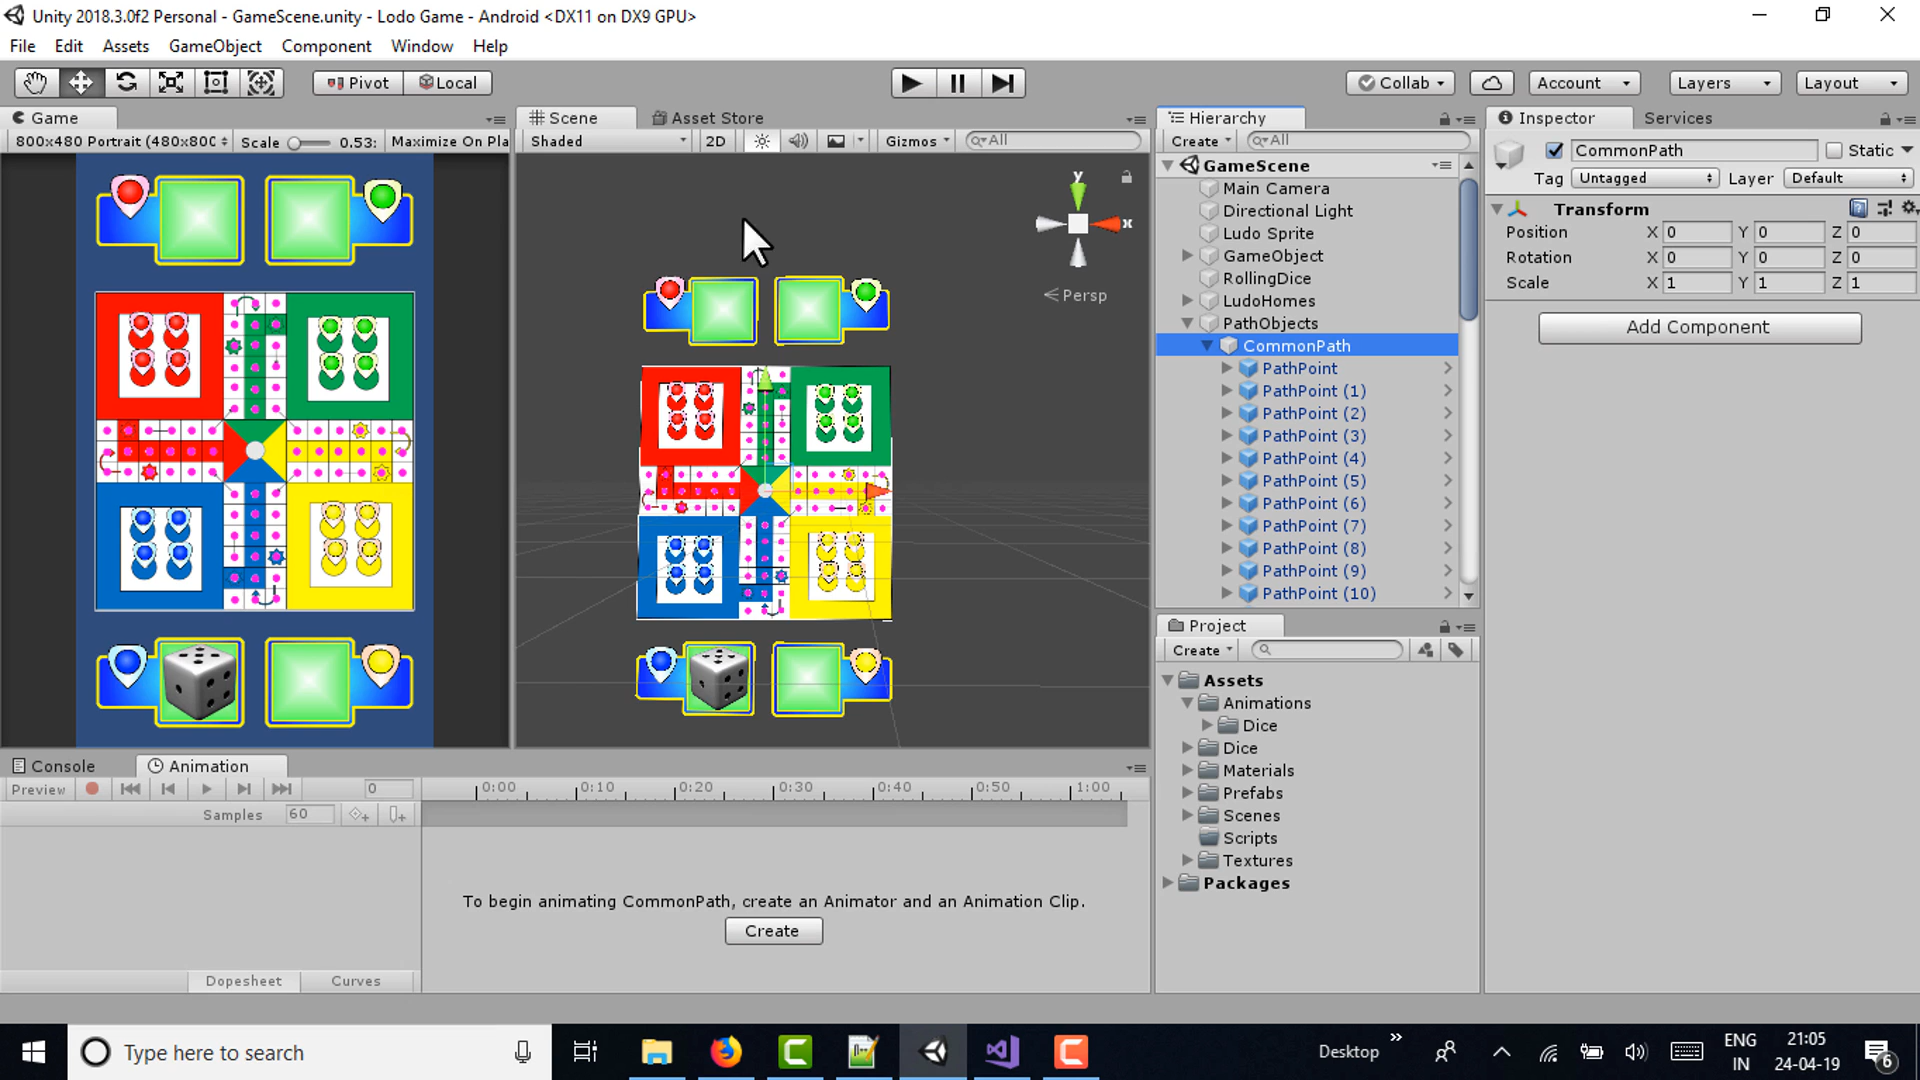 Unity 2018.3.0f2 Personal - GameScene.unity - Lodo Game - Android <DX11 on DX9 GPU>
File Edit Assets GameObject Component Window Help
Pivot Local Collab Account Layers Layout
Game
800x480 Portrait (480x800 Scale 0.53: Maximize On Pla
Scene Asset Store
Shaded 2D Gizmos All
y
x
Persp
Hierarchy
Create All
GameScene
Main Camera
Directional Light
Ludo Sprite
GameObject
RollingDice
LudoHomes
PathObjects
CommonPath
PathPoint
PathPoint (1)
PathPoint (2)
PathPoint (3)
PathPoint (4)
PathPoint (5)
PathPoint (6)
PathPoint (7)
PathPoint (8)
PathPoint (9)
PathPoint (10)
Inspector Services
CommonPath Static
Tag Untagged Layer Default
Transform
Position X 0 Y 0 Z 0
Rotation X 0 Y 0 Z 0
Scale X 1 Y 1 Z 1
Add Component
Project
Create
Assets
Animations
Dice
Dice
Materials
Prefabs
Scenes
Scripts
Textures
Packages
Console Animation
Preview 0 0:00 0:10 0:20 0:30 0:40 0:50 1:00
Samples 60
To begin animating CommonPath, create an Animator and an Animation Clip.
Create
Dopesheet Curves
Type here to search
Desktop
ENG
IN
21:05
24-04-19
6